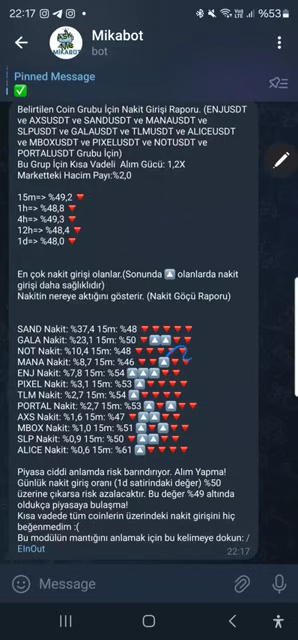 22:17
%53
Mikabot
bot
MIKABOT
Pinned Message
✅
Belirtilen Coin Grubu İçin Nakit Girişi Raporu. (ENJUSDT
ve AXSUSDT ve SANDUSDT ve MANAUSDT ve
SLPUSDT ve GALAUSDT ve TLMUSDT ve ALICEUSDT
ve MBOXUSDT ve PIXELUSDT ve NOTUSDT ve
PORTALUSDT Grubu İçin)
Bu Grup İçin Kısa Vadeli Alım Gücü: 1,2X
Marketteki Hacim Payı:%2,0
15m=> %49,2 🔻
1h=> %48,8 🔻
4h=> %49,3 🔻
12h=> %48,4 🔻
1d=> %48,0 🔻
En çok nakit girişi olanlar.(Sonunda 🔼 olanlarda nakit
girişi daha sağlıklıdır)
Nakitin nereye aktığını gösterir. (Nakit Göçü Raporu)
SAND Nakit: %37,4 15m: %48 🔻🔻🔻🔻🔻
GALA Nakit: %23,1 15m: %50 🔻🔼🔼🔻🔻
NOT Nakit: %10,4 15m: %48 🔻🔻🔻
MANA Nakit: %8,7 15m: %46 🔻🔻🔼🔻
ENJ Nakit: %7,8 15m: %54 🔼🔼🔼🔻🔻
PIXEL Nakit: %3,1 15m: %53 🔼🔻🔻🔻🔻
TLM Nakit: %2,7 15m: %54 🔼🔻🔻🔻🔻
PORTAL Nakit: %2,7 15m: %53 🔼🔻🔼🔻🔻
AXS Nakit: %1,6 15m: %47 🔻🔼🔼🔻🔻
MBOX Nakit: %1,0 15m: %51 🔼🔻🔼🔻🔻
SLP Nakit: %0,9 15m: %50 🔻🔼🔼🔻🔻
ALICE Nakit: %0,6 15m: %61 🔼🔻🔻🔻🔻
Piyasa ciddi anlamda risk barındırıyor. Alım Yapma!
Günlük nakit giriş oranı (1d satirindaki değer) %50
üzerine çıkarsa risk azalacaktır. Bu değer %49 altında
oldukça piyasaya bulaşma!
Kısa vadede tüm coinlerin üzerindeki nakit girişini hiç
beğenmedim :(
Bu modülün mantığını anlamak için bu kelimeye dokun: /
EInOut
22:17
Message